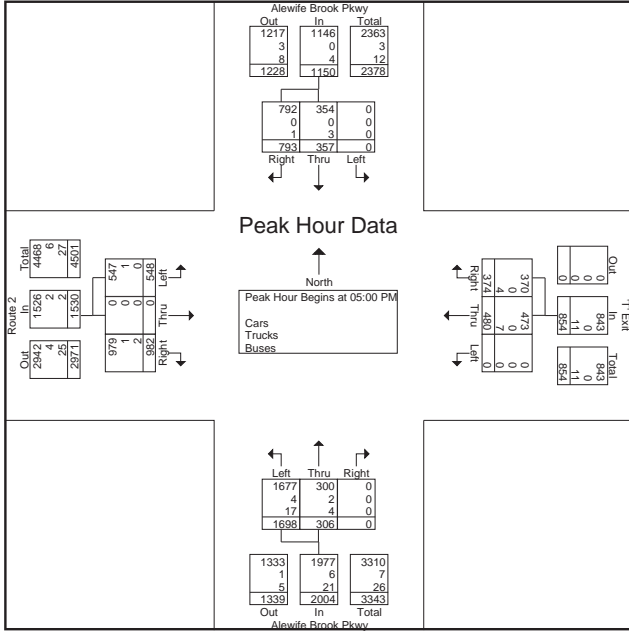 Alewife Brook Pkwy
Out In Total
1217 1146 2363
3 0 3
8 4 12
1228 1150 2378
792 354 0
0 0 0
1 3 0
793 357 0
Right Thru Left
Peak Hour Data
North
Peak Hour Begins at 05:00 PM
Cars
Trucks
Buses
Route 2
Total In Out
4468 1526 2942
6 2 4
27 2 25
4501 1530 2971
Left Thru Right
547 0 979
1 0 1
0 0 2
548 0 982
"T" Exit
Out In Total
0 843 843
0 0 0
0 11 11
0 854 854
Right Thru Left
370 473 0
0 0 0
4 7 0
374 480 0
Left Thru Right
1677 300 0
4 2 0
17 4 0
1698 306 0
1333 1977 3310
1 6 7
5 21 26
1339 2004 3343
Out In Total
Alewife Brook Pkwy